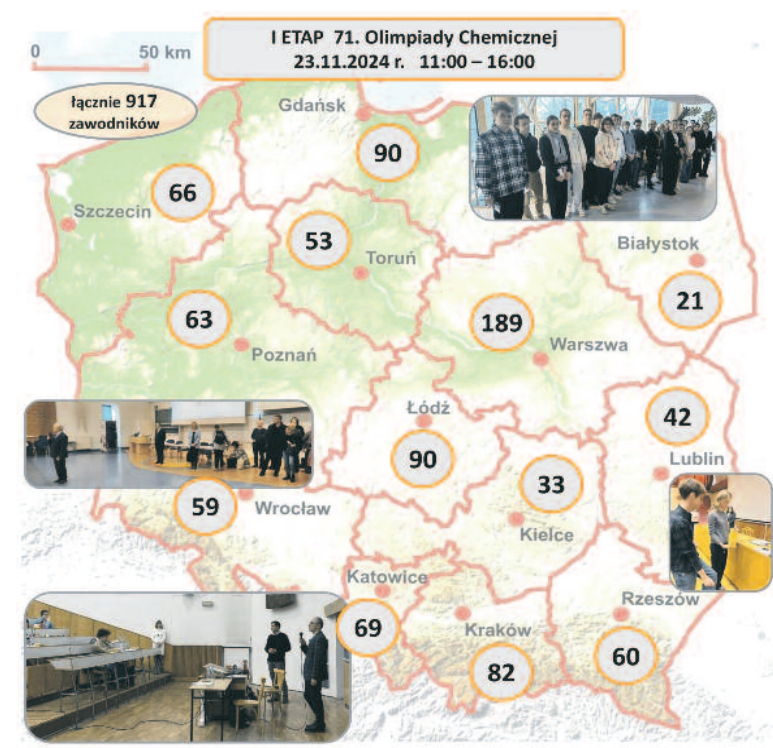 I ETAP 71. Olimpiady Chemicznej
23.11.2024 r. 11:00 – 16:00
0 50 km
łącznie 917
zawodników
Gdańsk
90
66
Szczecin
53
Toruń
Białystok
21
63
Poznań
189
Warszwa
Łódź
90
42
Lublin
33
Kielce
59
Wrocław
Katowice
69
Kraków
82
Rzeszów
60